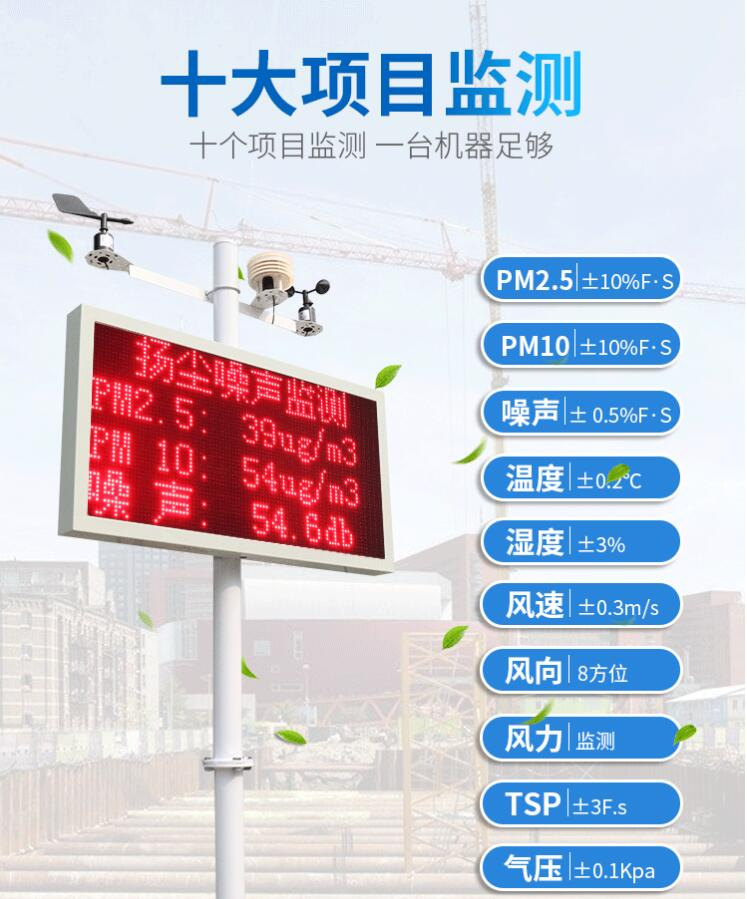 十大项目监测
十个项目监测 一台机器足够
扬尘噪声监测
PM2.5: 39ug/m3
PM 10: 54ug/m3
噪 声: 54.6db
PM2.5 ±10%F·S
PM10 ±10%F·S
噪声 ± 0.5%F·S
温度 ±0.2℃
湿度 ±3%
风速 ±0.3m/s
风向 8方位
风力 监测
TSP ±3F.s
气压 ±0.1Kpa